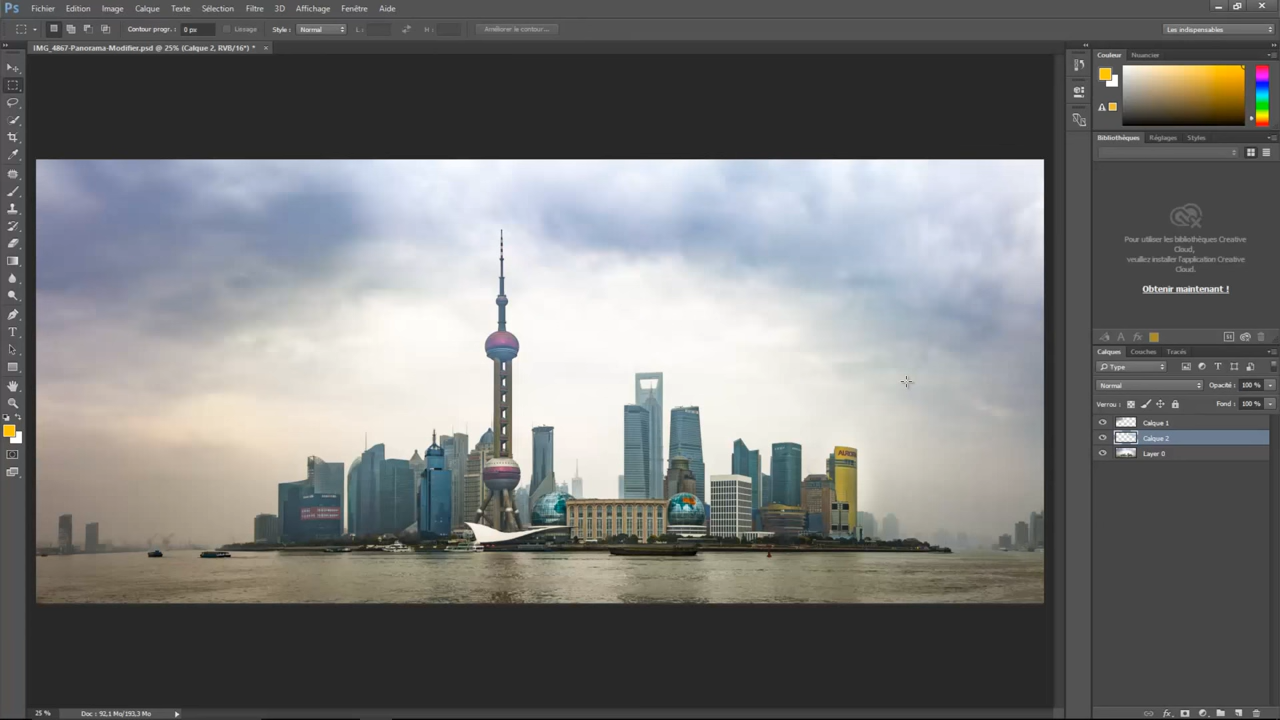 Ps Fichier Edition Image Calque Texte Sélection Filtre 3D Affichage Fenêtre Aide
Contour progr. : 0 px Lissage Style : Normal L : H : Améliorer le contour... Les indispensables
IMG_4867-Panorama-Modifier.psd @ 25% (Calque 2, RVB/16*) * ×
Couleur Nuancier
Bibliothèques Réglages Styles
Pour utiliser les bibliothèques Creative
Cloud,
veuillez installer l'application Creative
Cloud.
Obtenir maintenant !
Calques Couches Tracés
Type
Normal Opacité : 100 %
Verrou : Fond : 100 %
Calque 1
Calque 2
Layer 0
25 % Doc : 92,1 Mo/193,3 Mo